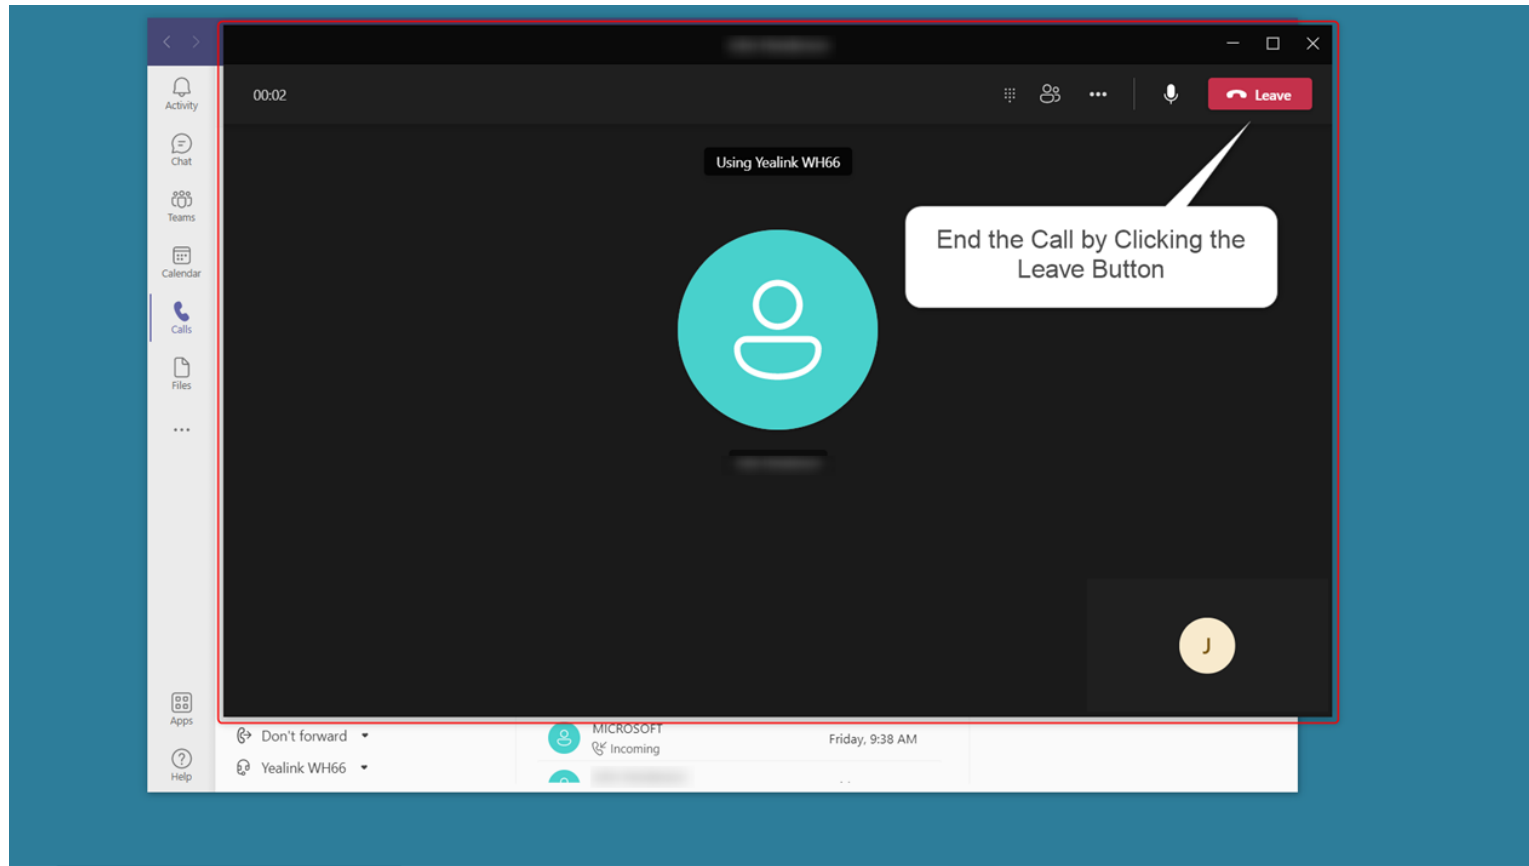 Activity
Chat
Teams
Calendar
Calls
Files
Apps
Help
00:02
Leave
Using Yealink WH66
End the Call by Clicking the
Leave Button
J
Don't forward
Yealink WH66
MICROSOFT
Incoming
Friday, 9:38 AM